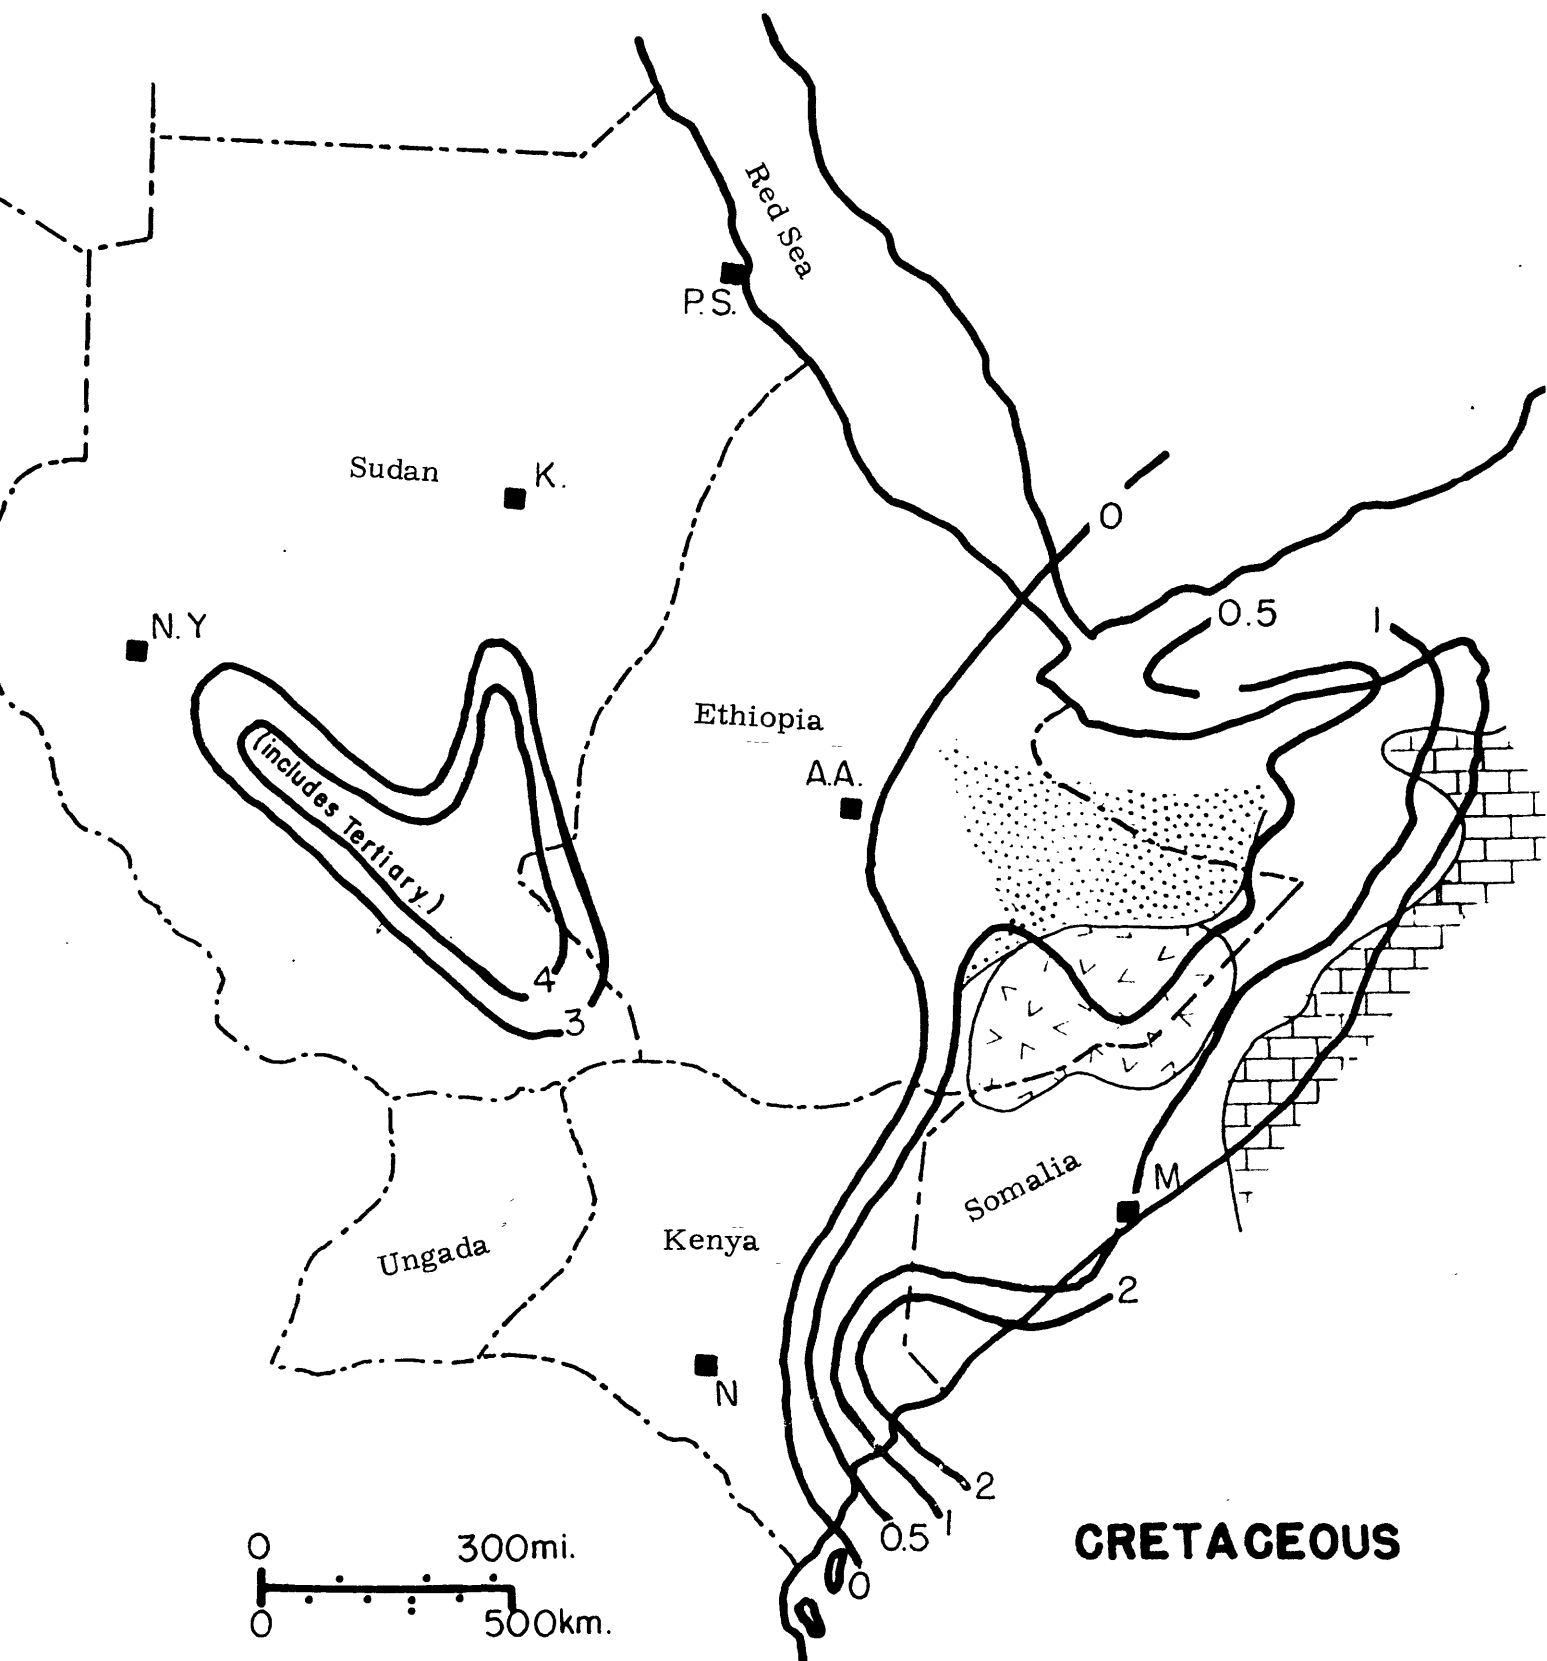 Red Sea
P.S.
Sudan
K.
0
N.Y
0.5
1
Ethiopia
A.A.
(includes Tertiary)
4
3
Somalia
M
Ungada
Kenya
2
N
2
1
0.5
0
CRETACEOUS
0 300mi.
0 500km.